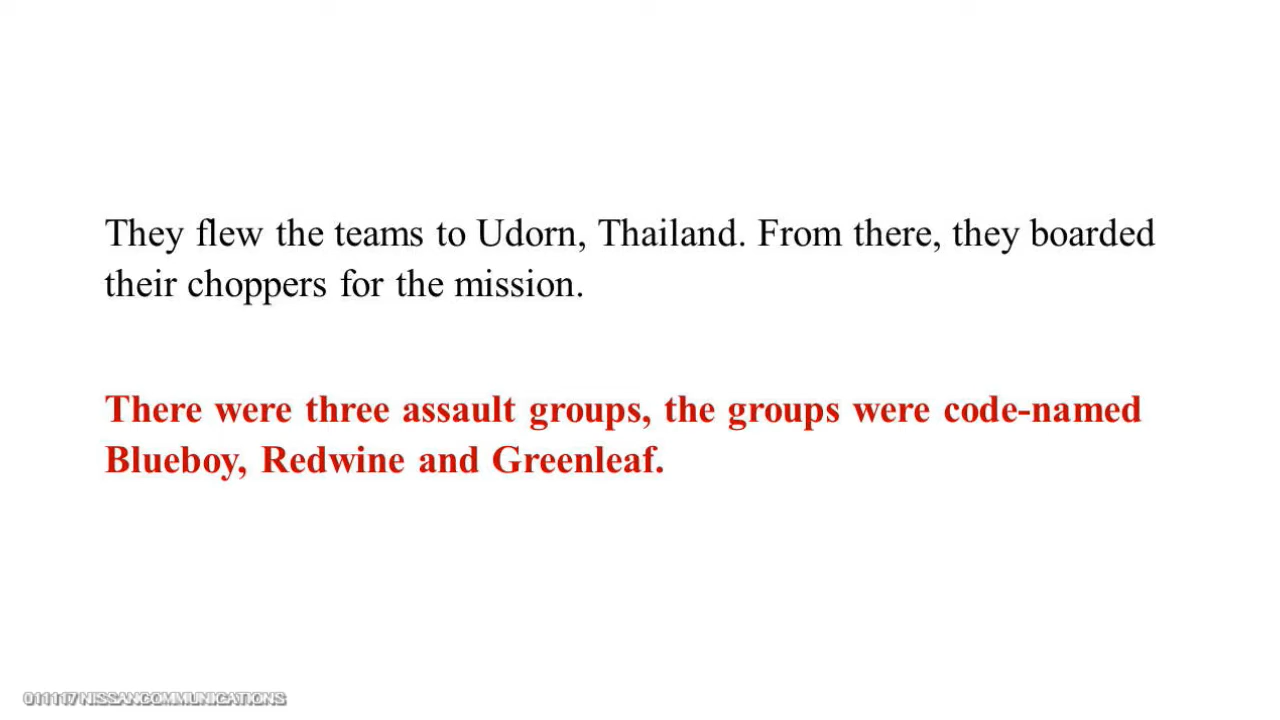 They flew the teams to Udorn, Thailand. From there, they boarded
their choppers for the mission.
There were three assault groups, the groups were code-named
Blueboy, Redwine and Greenleaf.
011117 NISSANCOMMUNICATIONS